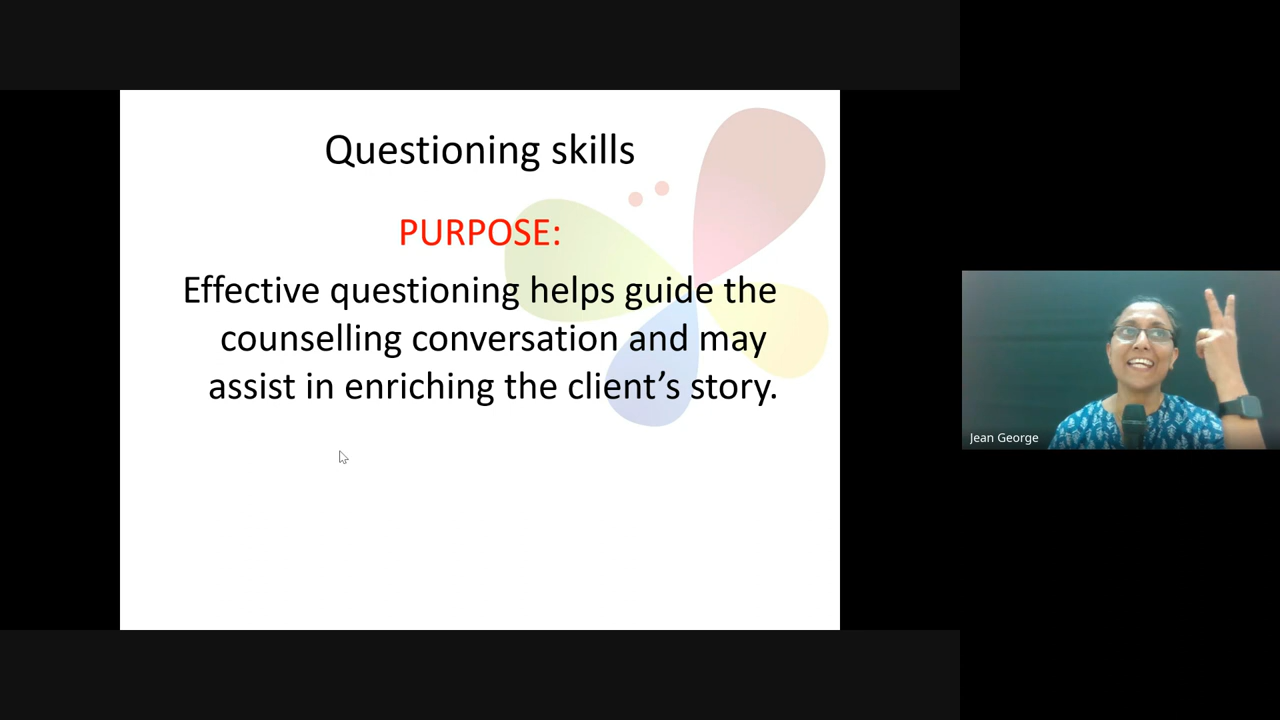 Questioning skills
PURPOSE:
Effective questioning helps guide the
counselling conversation and may
assist in enriching the client’s story.
Jean George